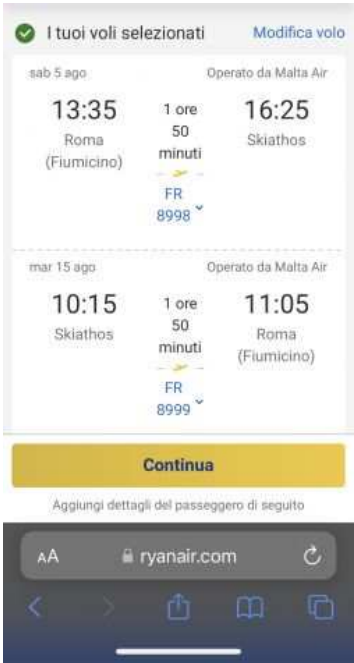 I tuoi voli selezionati Modifica volo
sab 5 ago Operato da Malta Air
13:35 1 ore 16:25
Roma 50 Skiathos
(Fiumicino) minuti
FR
8998
mar 15 ago Operato da Malta Air
10:15 1 ore 11:05
Skiathos 50 Roma
minuti (Fiumicino)
FR
8999
Continua
Aggiungi dettagli del passeggero di seguito
AA ryanair.com